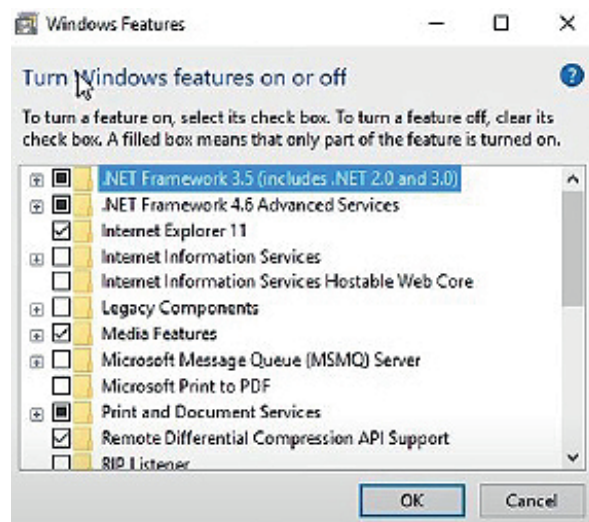 Windows Features
Turn Windows features on or off
To turn a feature on, select its check box. To turn a feature off, clear its
check box. A filled box means that only part of the feature is turned on.
.NET Framework 3.5 (includes .NET 2.0 and 3.0)
.NET Framework 4.6 Advanced Services
Internet Explorer 11
Internet Information Services
Internet Information Services Hostable Web Core
Legacy Components
Media Features
Microsoft Message Queue (MSMQ) Server
Microsoft Print to PDF
Print and Document Services
Remote Differential Compression API Support
RIP Listener
OK Cancel